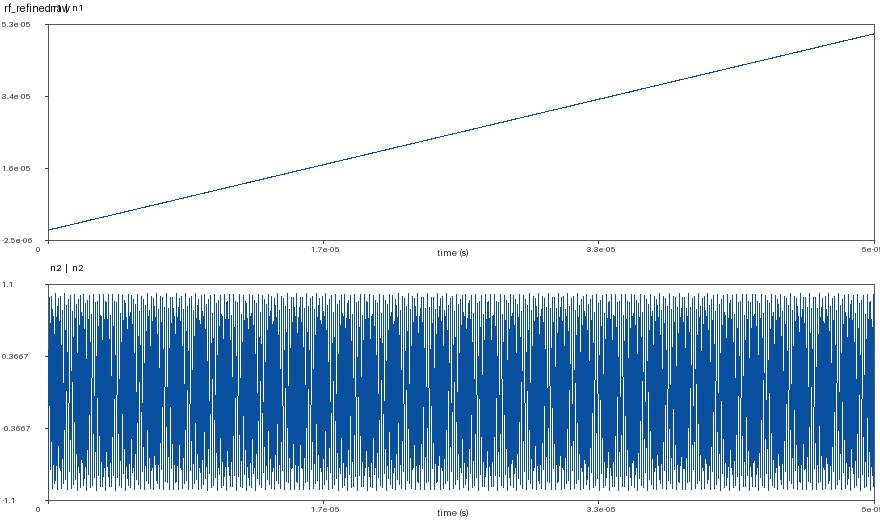 rf_refined | n1
5.3e-05
3.4e-05
1.6e-05
-2.5e-06
0 1.7e-05 3.3e-05 5e-05
time (s)
n2 | n2
1.1
0.3667
-0.3667
-1.1
0 1.7e-05 3.3e-05 5e-05
time (s)